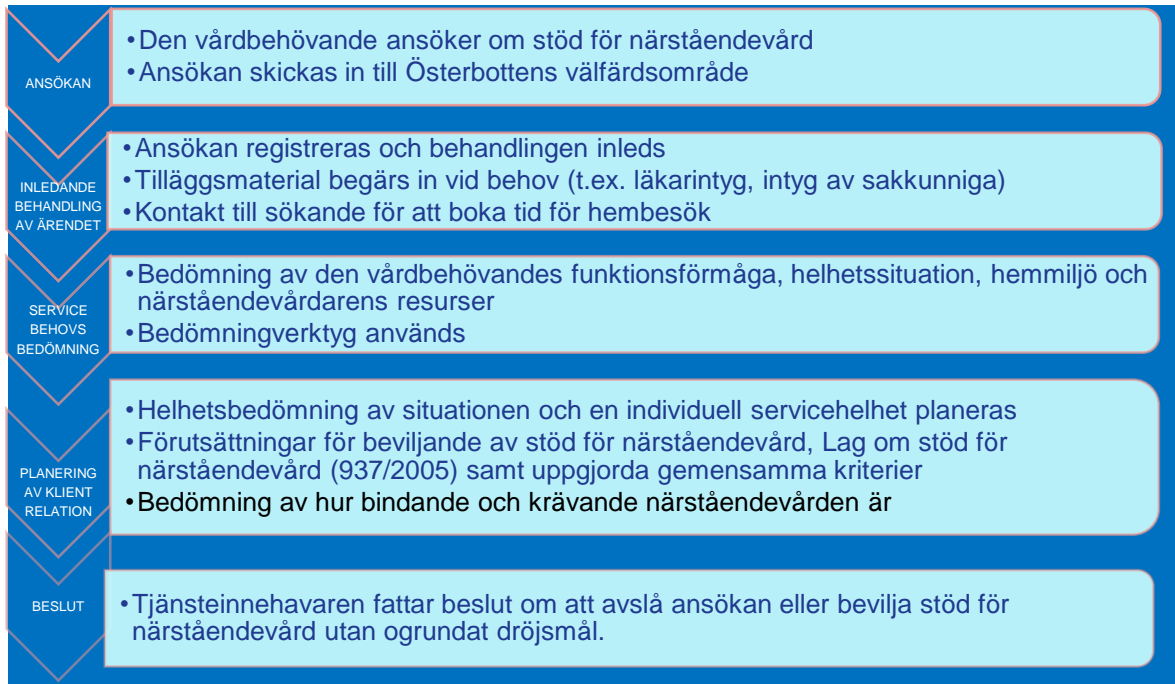 ANSÖKAN
•Den vårdbehövande ansöker om stöd för närståendevård
•Ansökan skickas in till Österbottens välfärdsområde
INLEDANDE
BEHANDLING
AV ÄRENDET
•Ansökan registreras och behandlingen inleds
•Tilläggsmaterial begärs in vid behov (t.ex. läkarintyg, intyg av sakkunniga)
•Kontakt till sökande för att boka tid för hembesök
SERVICE
BEHOVS
BEDÖMNING
•Bedömning av den vårdbehövandes funktionsförmåga, helhetssituation, hemmiljö och
närståendevårdarens resurser
•Bedömningverktyg används
PLANERING
AV KLIENT
RELATION
•Helhetsbedömning av situationen och en individuell servicehelhet planeras
•Förutsättningar för beviljande av stöd för närståendevård, Lag om stöd för
närståendevård (937/2005) samt uppgjorda gemensamma kriterier
•Bedömning av hur bindande och krävande närståendevården är
BESLUT
•Tjänsteinnehavaren fattar beslut om att avslå ansökan eller bevilja stöd för
närståendevård utan ogrundat dröjsmål.